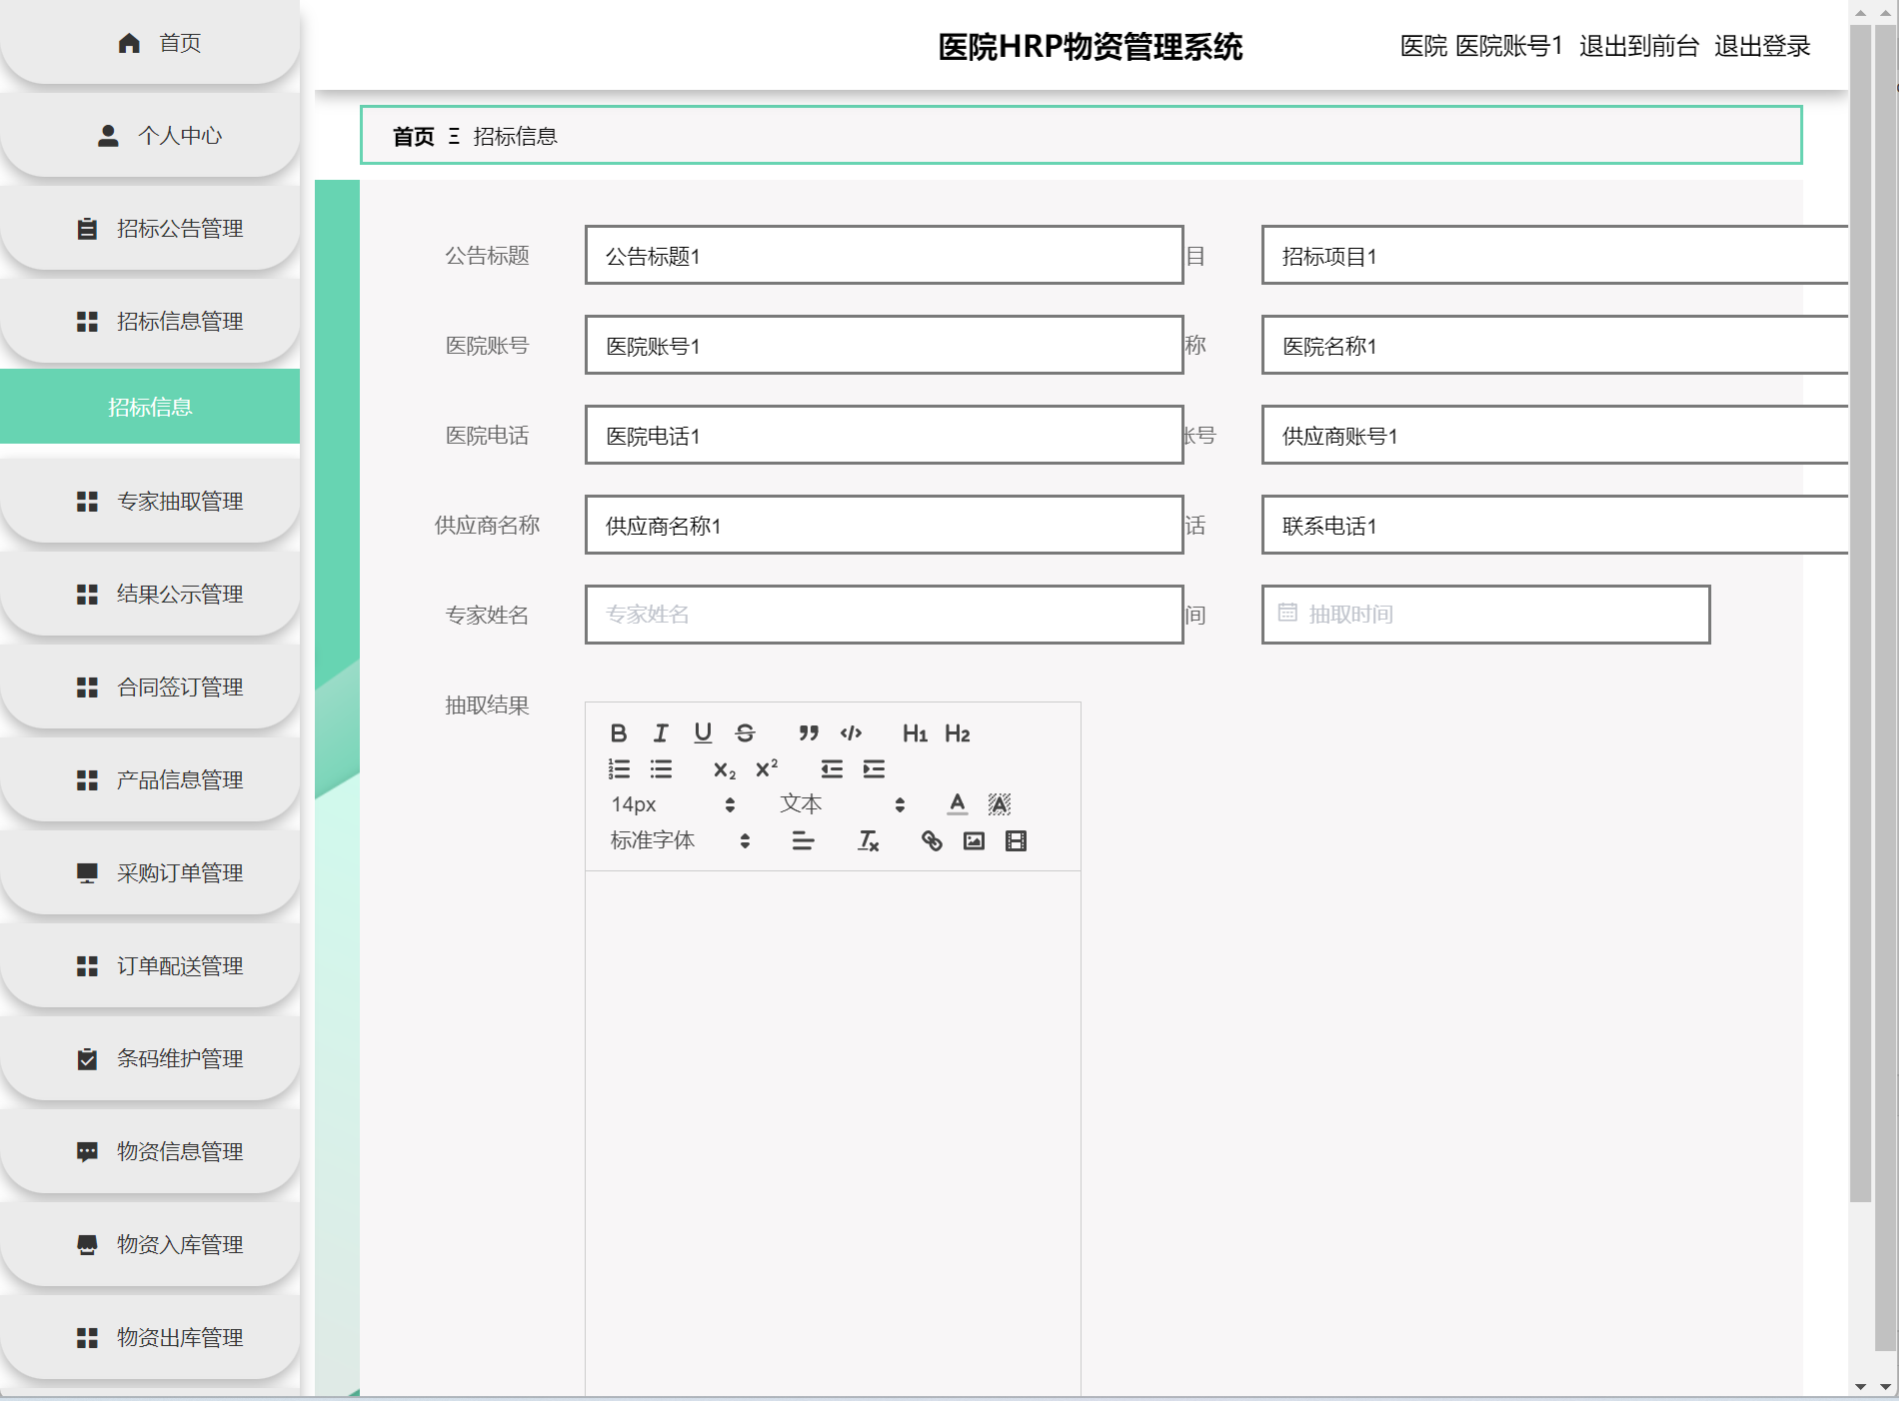 首页
个人中心
招标公告管理
招标信息管理
招标信息
专家抽取管理
结果公示管理
合同签订管理
产品信息管理
采购订单管理
订单配送管理
条码维护管理
物资信息管理
物资入库管理
物资出库管理
医院HRP物资管理系统
医院 医院账号1 退出到前台 退出登录
首页 Ξ 招标信息
公告标题 公告标题1 目 招标项目1
医院账号 医院账号1 称 医院名称1
医院电话 医院电话1 账号 供应商账号1
供应商名称 供应商名称1 话 联系电话1
专家姓名 专家姓名 间 抽取时间
抽取结果
B I U S H1 H2
X₂ X²
14px 文本 A A
标准字体